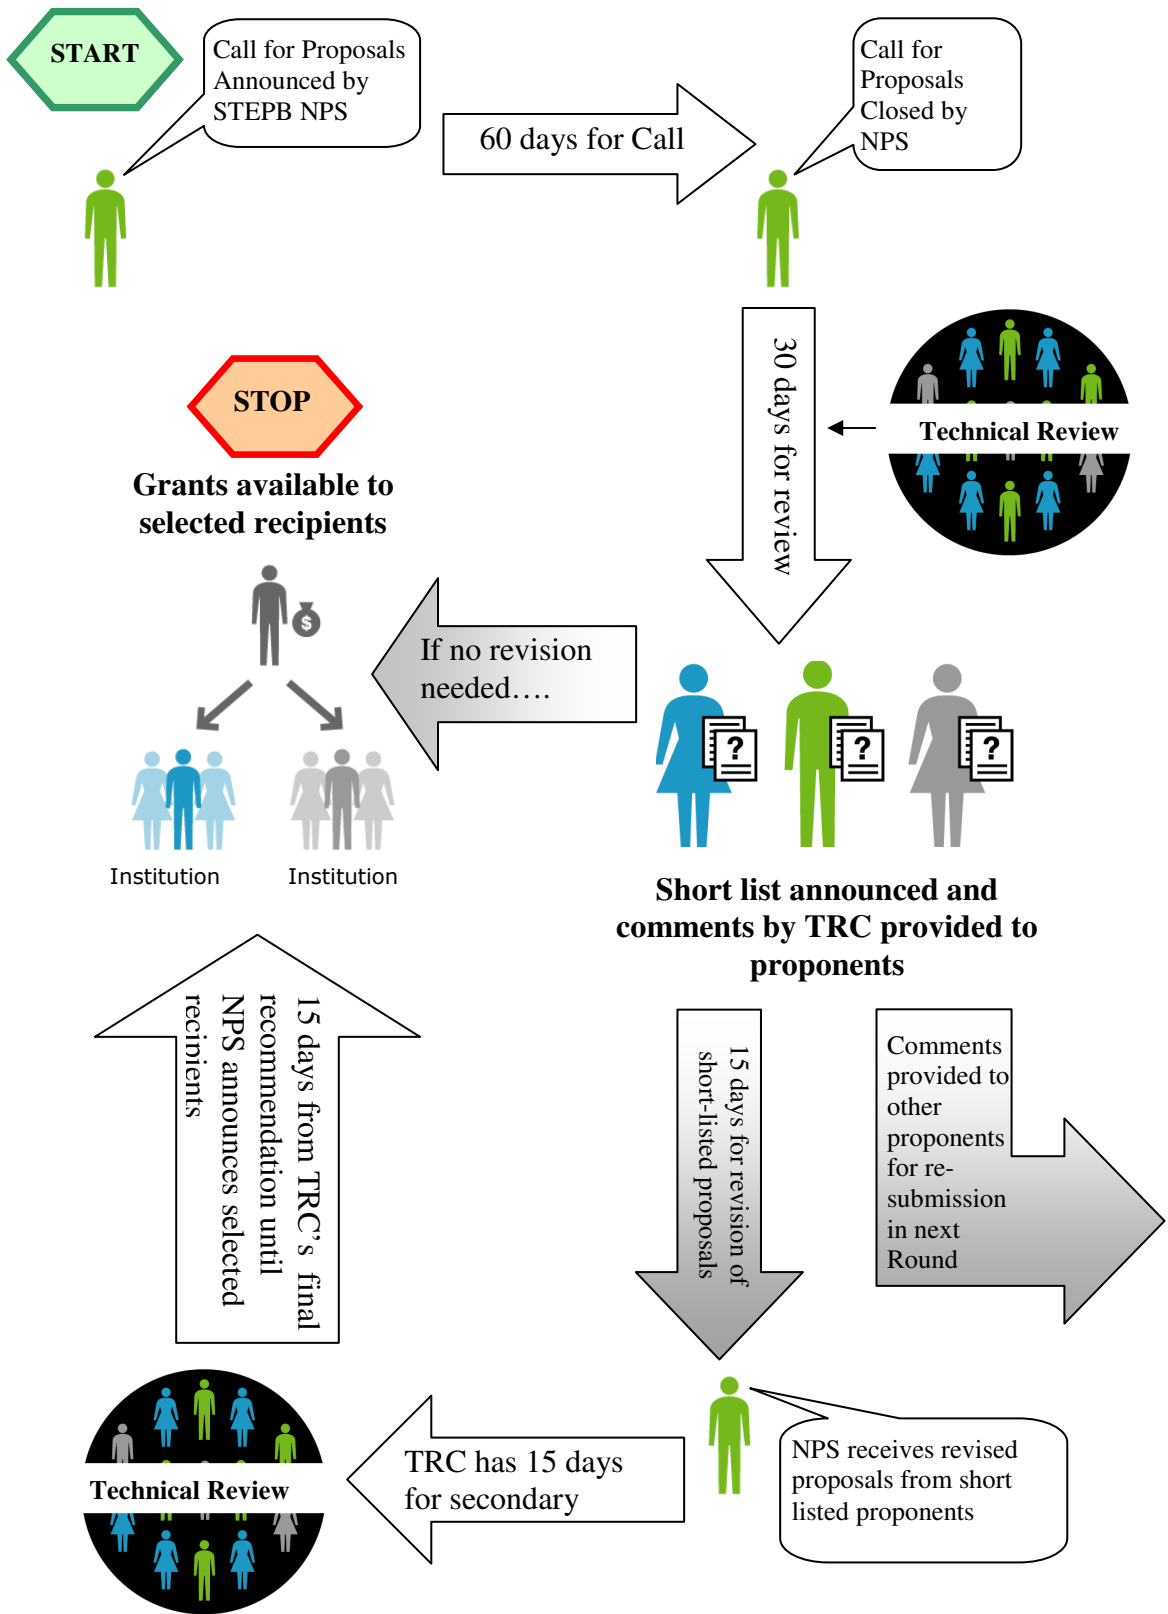 START
Call for Proposals
Announced by
STEPB NPS
60 days for Call
Call for
Proposals
Closed by
NPS
30 days for review
Technical Review
STOP
Grants available to
selected recipients
$
If no revision
needed....
?
?
?
Institution
Institution
Short list announced and
comments by TRC provided to
proponents
15 days from TRC's final
recommendation until
NPS announces selected
recipients
15 days for revision of
short-listed proposals
Comments
provided to
other
proponents
for re-
submission
in next
Round
Technical Review
TRC has 15 days
for secondary
NPS receives revised
proposals from short
listed proponents